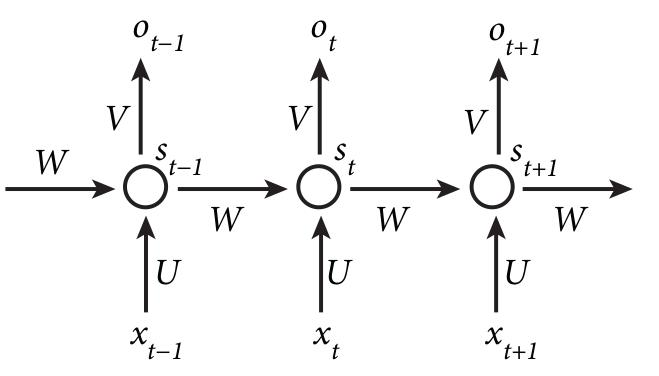 o_{t-1} o_t o_{t+1}
V V V
W s_{t-1} s_t s_{t+1}
W W W
U U U
x_{t-1} x_t x_{t+1}